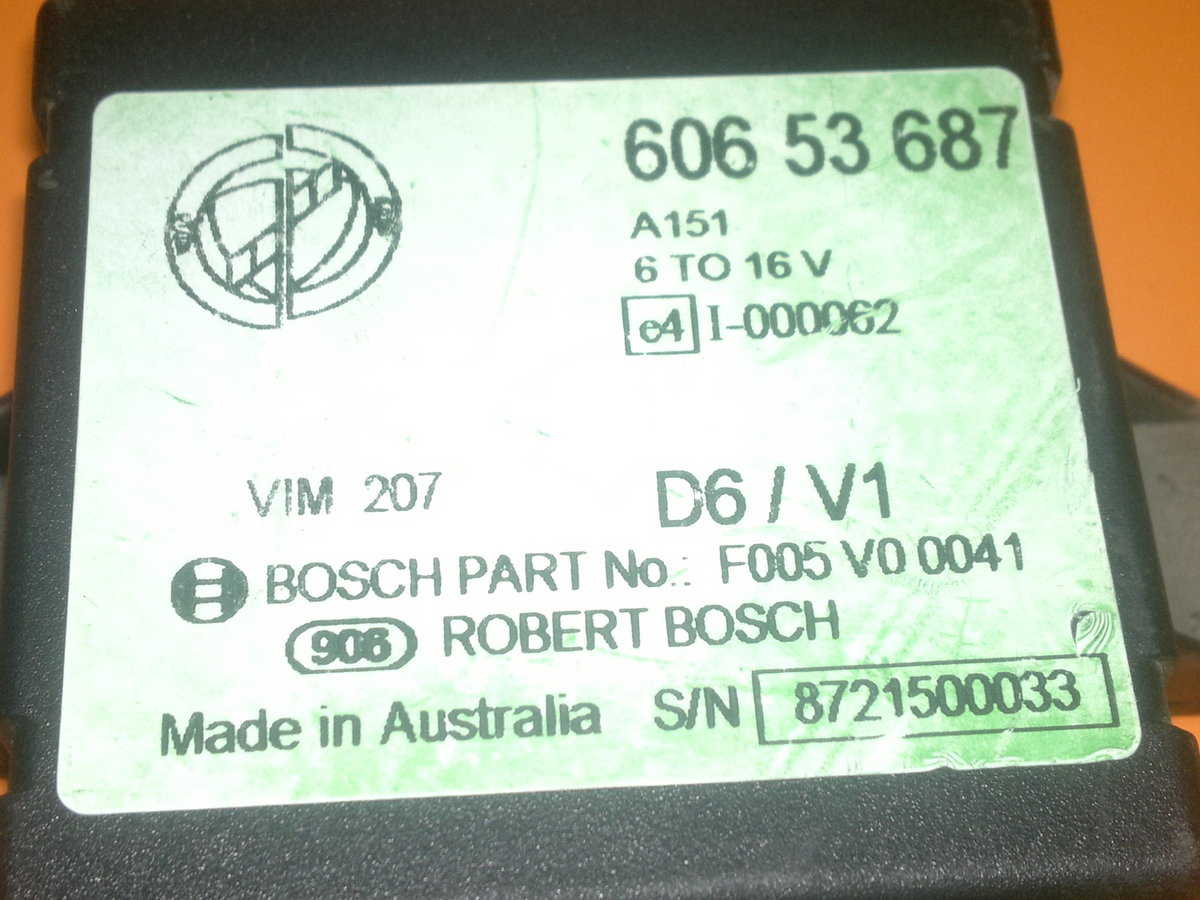 606 53 687
A151
6 TO 16 V
e4 I-000062
VIM 207 D6 / V1
BOSCH PART No.: F005 V0 0041
906 ROBERT BOSCH
Made in Australia S/N 8721500033